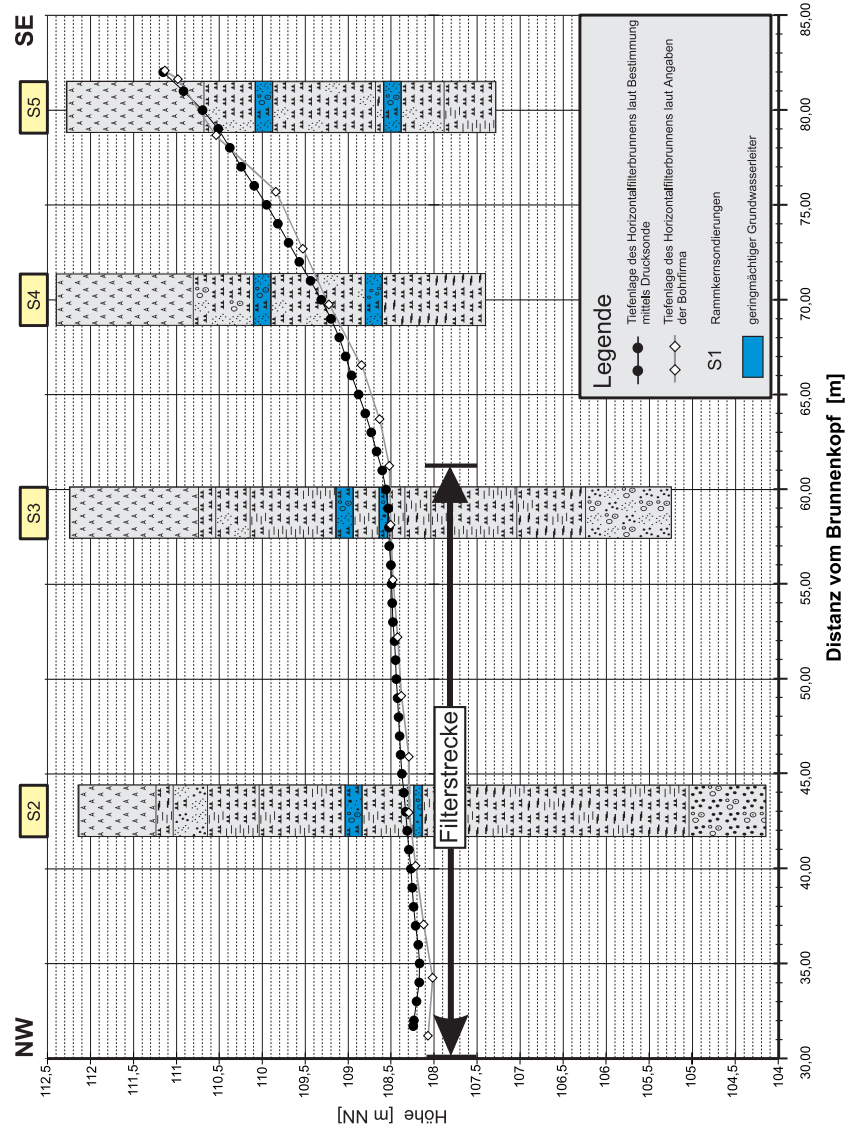 NW
SE
S2
S3
S4
S5
112,5
112
111,5
111
110,5
110
109,5
109
108,5
108
107,5
107
106,5
106
105,5
105
104,5
104
Höhe [m NN]
Filterstrecke
30,00
35,00
40,00
45,00
50,00
55,00
60,00
65,00
70,00
75,00
80,00
85,00
Distanz vom Brunnenkopf [m]
Legende
Tiefenlage des Horizontalfilterbrunnens laut Bestimmung
mittels Drucksonde
Tiefenlage des Horizontalfilterbrunnens laut Angaben
der Bohrfirma
S1 Rammkernsondierungen
geringmächtiger Grundwasserleiter